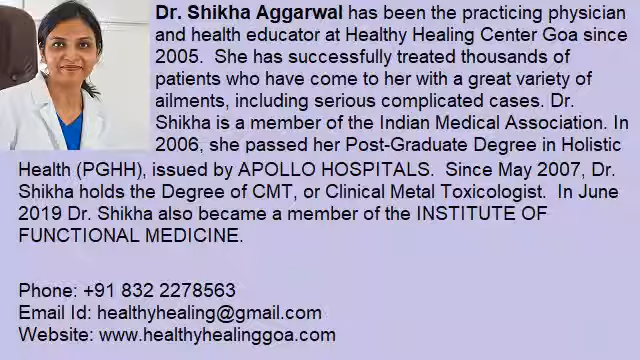 Dr. Shikha Aggarwal has been the practicing physician
and health educator at Healthy Healing Center Goa since
2005.  She has successfully treated thousands of
patients who have come to her with a great variety of
ailments, including serious complicated cases. Dr.
Shikha is a member of the Indian Medical Association. In
2006, she passed her Post-Graduate Degree in Holistic
Health (PGHH), issued by APOLLO HOSPITALS.  Since May 2007, Dr.
Shikha holds the Degree of CMT, or Clinical Metal Toxicologist.  In June
2019 Dr. Shikha also became a member of the INSTITUTE OF
FUNCTIONAL MEDICINE.
Phone: +91 832 2278563
Email Id: healthyhealing@gmail.com
Website: www.healthyhealinggoa.com